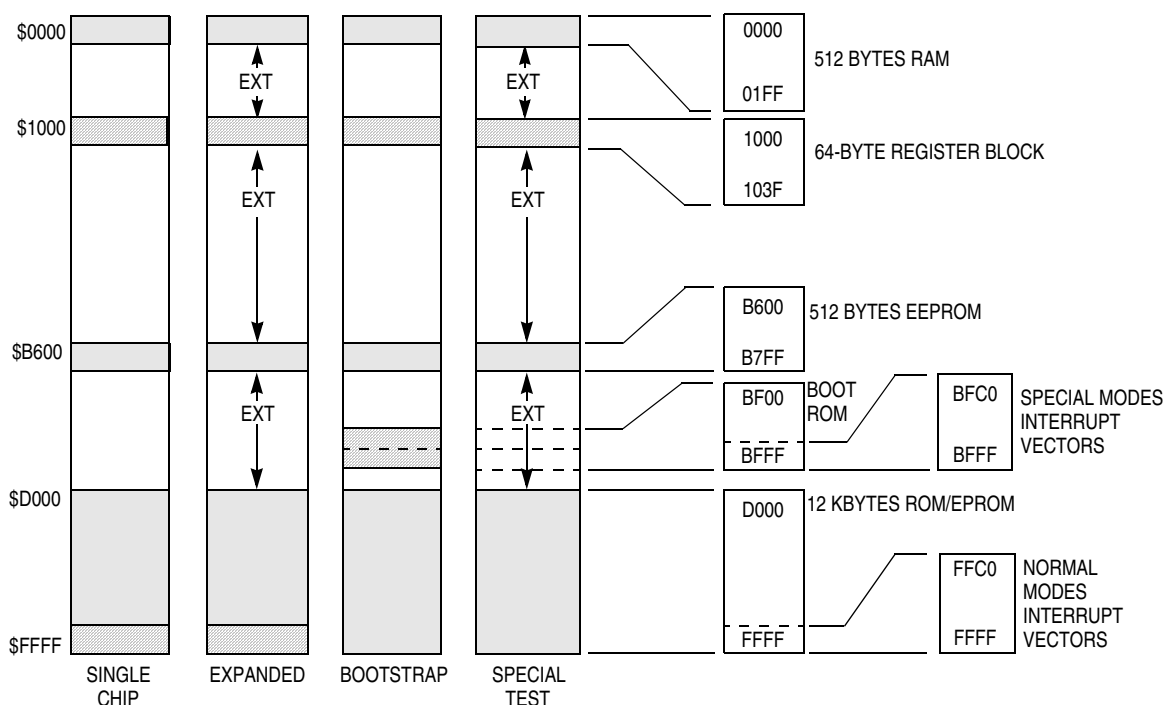 $0000
$1000
$B600
$D000
$FFFF
EXT
EXT
EXT
EXT
EXT
EXT
SINGLE
CHIP
EXPANDED
BOOTSTRAP
SPECIAL
TEST
0000
01FF
512 BYTES RAM
1000
103F
64-BYTE REGISTER BLOCK
B600
B7FF
512 BYTES EEPROM
BF00
BFFF
BOOT
ROM
BFC0
BFFF
SPECIAL MODES
INTERRUPT
VECTORS
D000
FFFF
12 KBYTES ROM/EPROM
FFC0
FFFF
NORMAL
MODES
INTERRUPT
VECTORS